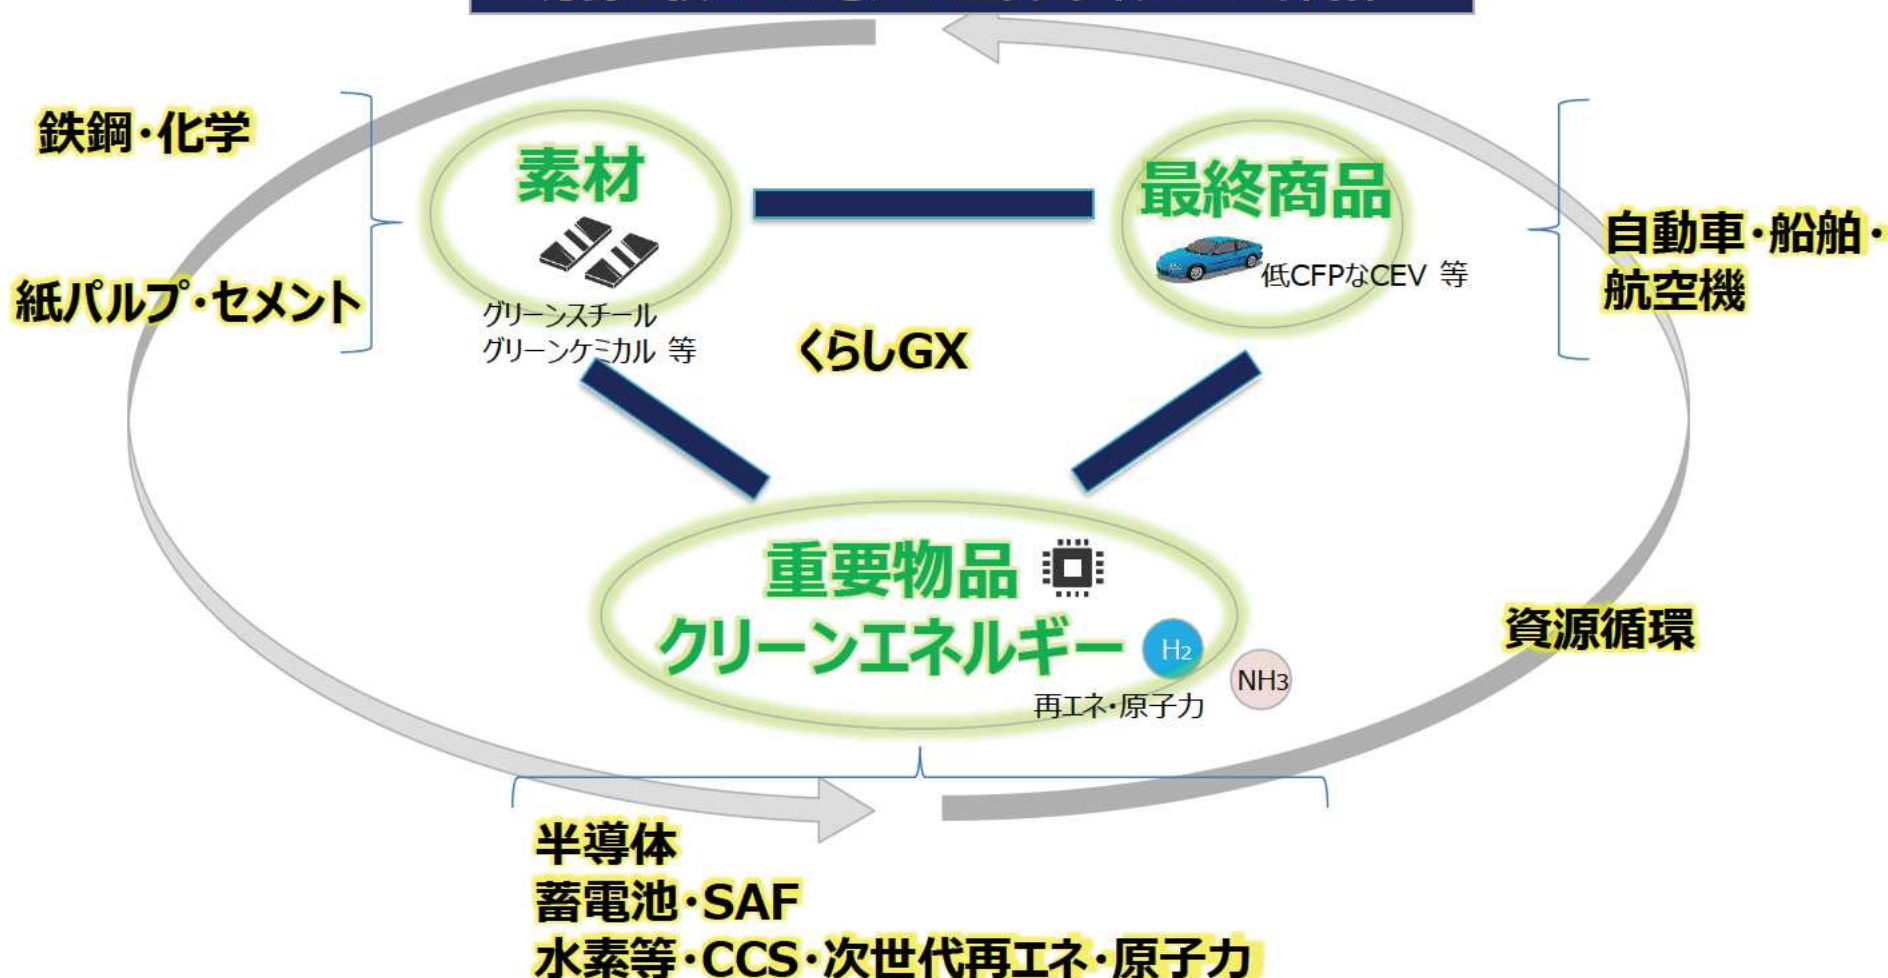 鉄鋼・化学
紙パルプ・セメント
素材
グリーンスチール
グリーンケミカル 等
最終商品
低CFPなCEV 等
自動車・船舶・
航空機
くらしGX
重要物品
クリーンエネルギー
H2
NH3
再エネ・原子力
資源循環
半導体
蓄電池・SAF
水素等・CCS・次世代再エネ・原子力